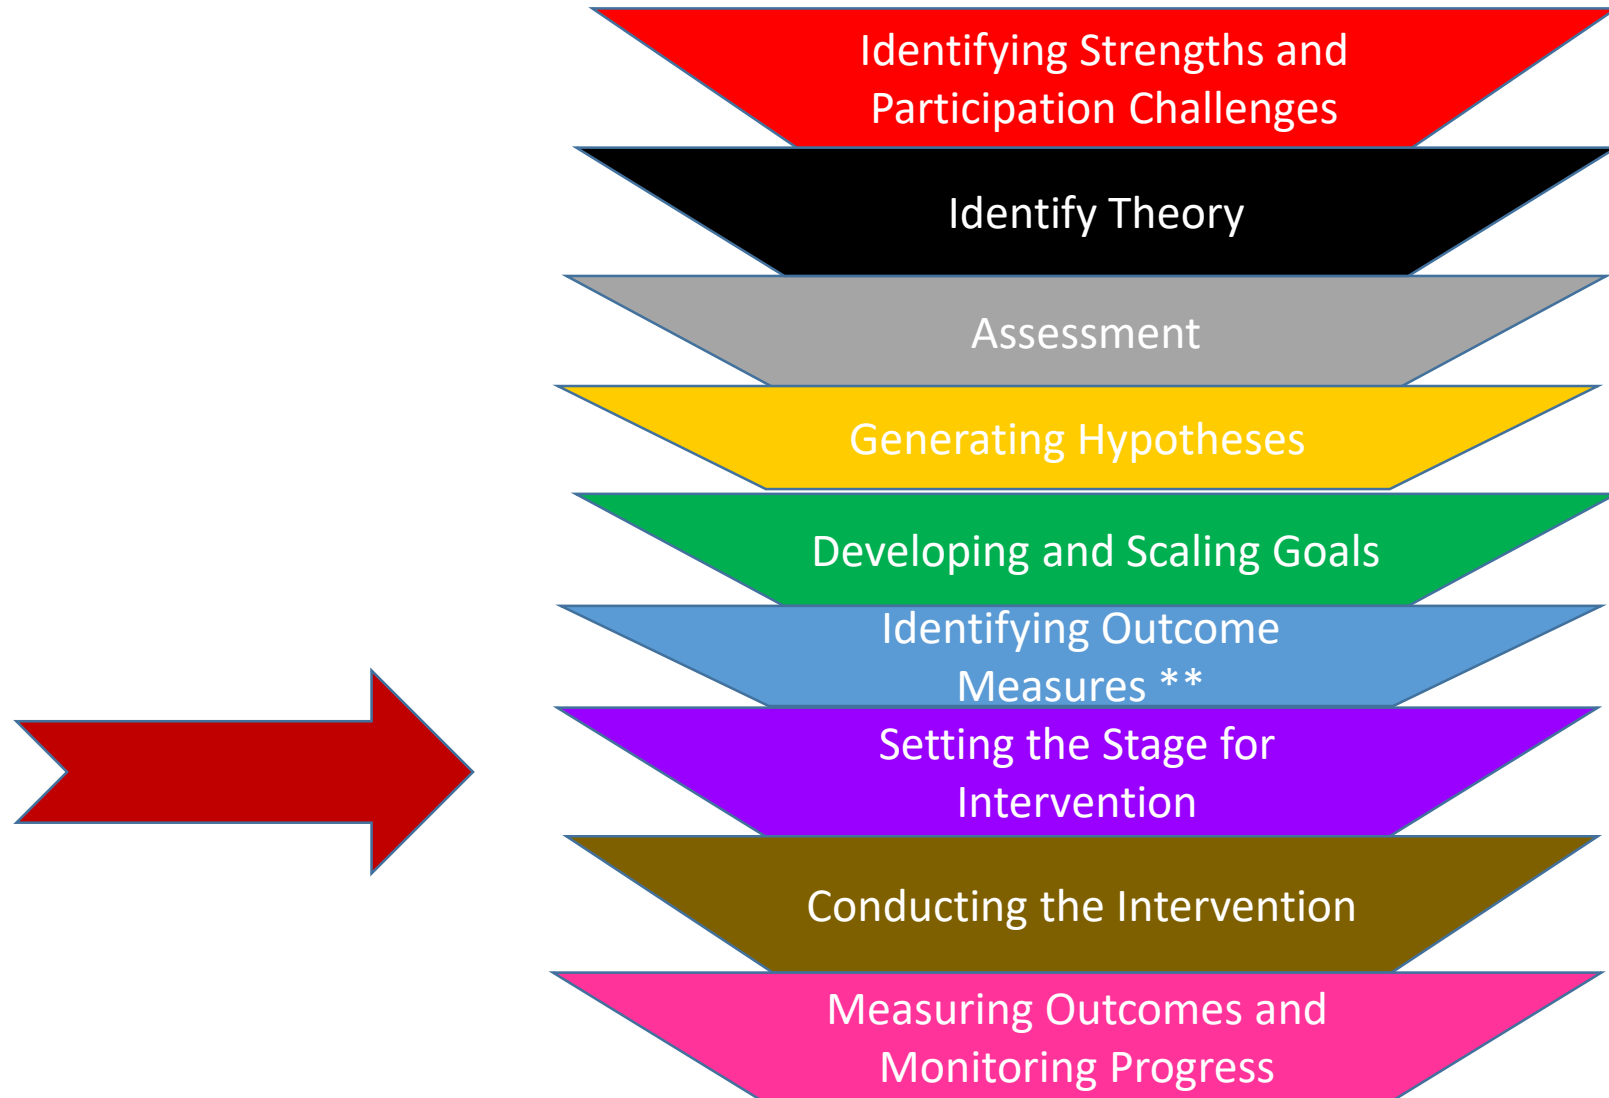 Identifying Strengths and
Participation Challenges
Identify Theory
Assessment
Generating Hypotheses
Developing and Scaling Goals
Identifying Outcome
Measures **
Setting the Stage for
Intervention
Conducting the Intervention
Measuring Outcomes and
Monitoring Progress